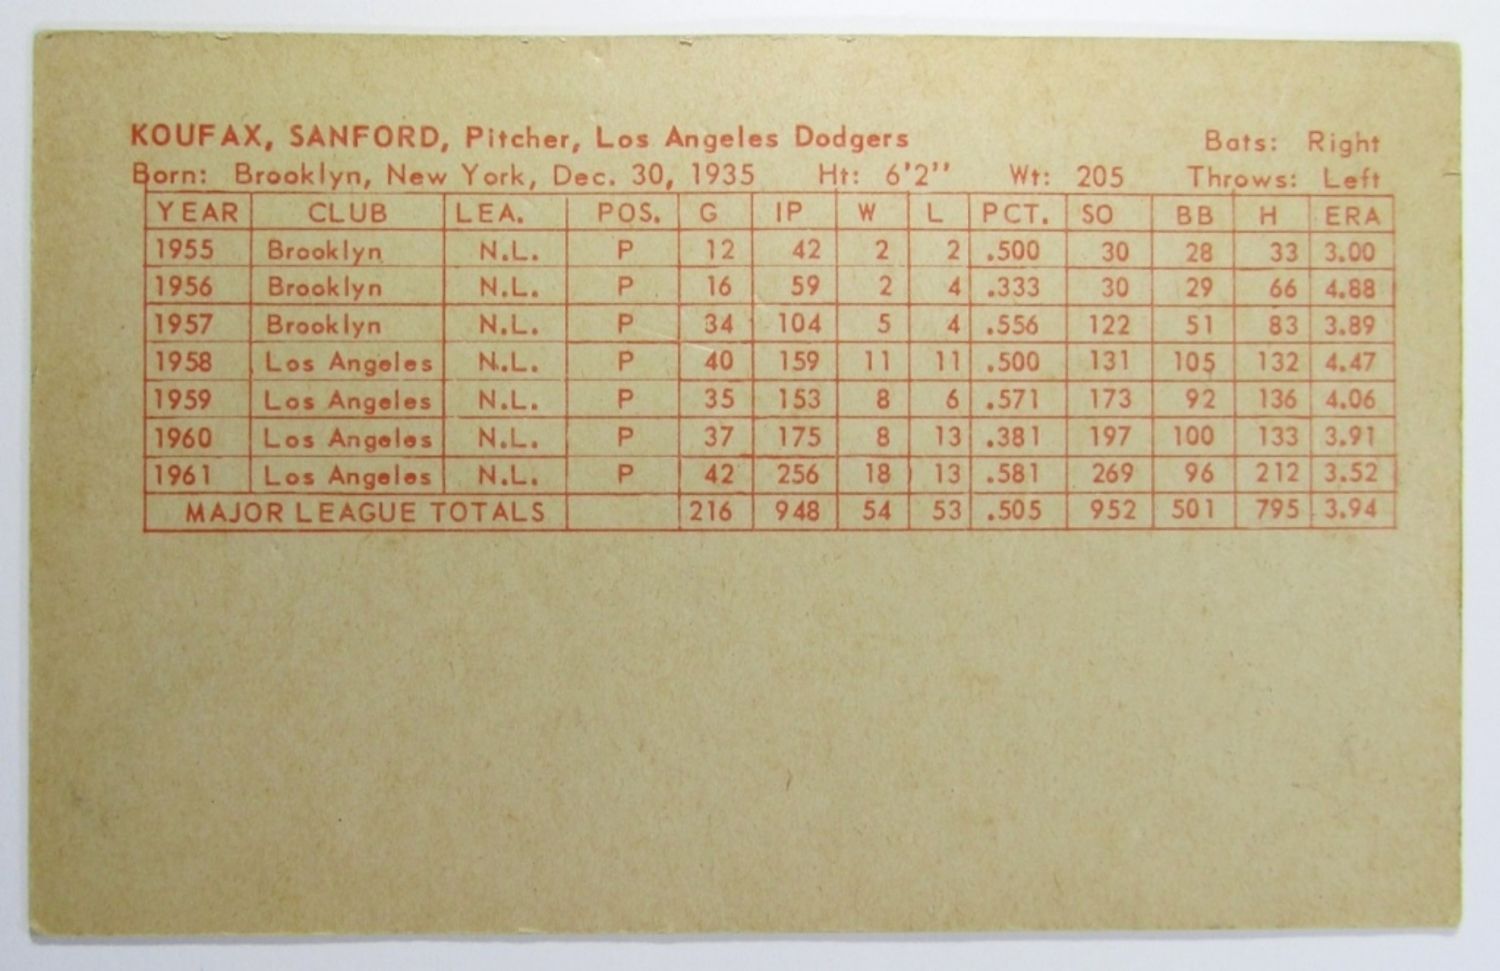 KOUFAX, SANFORD, Pitcher, Los Angeles Dodgers Bats: Right
Born: Brooklyn, New York, Dec. 30, 1935 Ht: 6'2" Wt: 205 Throws: Left
YEAR CLUB LEA. POS. G IP W L PCT. SO BB H ERA
1955 Brooklyn N.L. P 12 42 2 2 .500 30 28 33 3.00
1956 Brooklyn N.L. P 16 59 2 4 .333 30 29 66 4.88
1957 Brooklyn N.L. P 34 104 5 4 .556 122 51 83 3.89
1958 Los Angeles N.L. P 40 159 11 11 .500 131 105 132 4.47
1959 Los Angeles N.L. P 35 153 8 6 .571 173 92 136 4.06
1960 Los Angeles N.L. P 37 175 8 13 .381 197 100 133 3.91
1961 Los Angeles N.L. P 42 256 18 13 .581 269 96 212 3.52
MAJOR LEAGUE TOTALS 216 948 54 53 .505 952 501 795 3.94